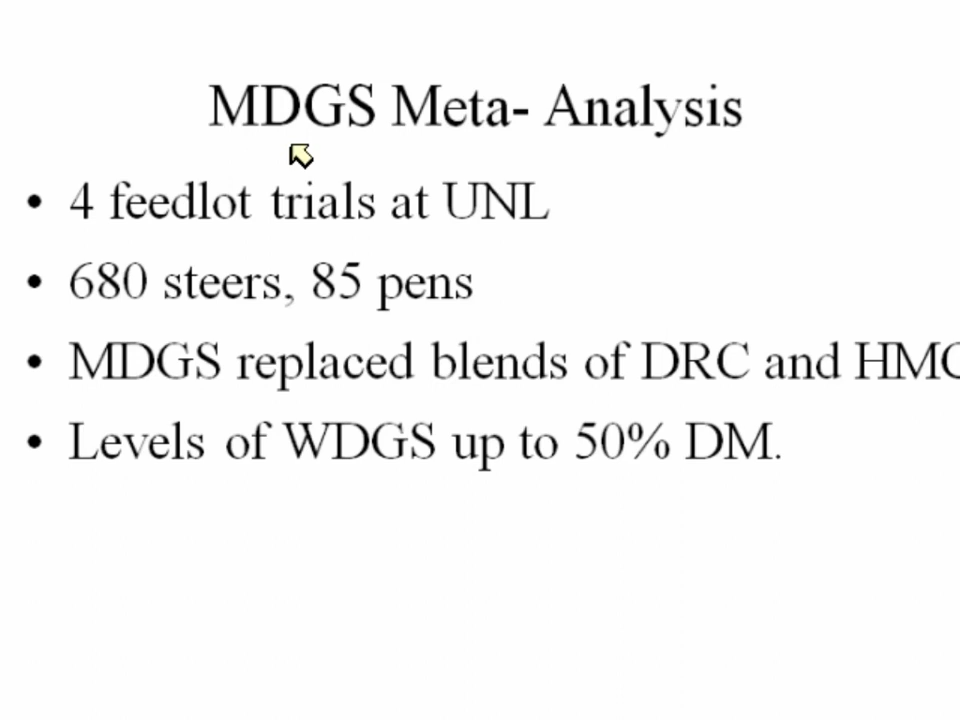 MDGS Meta- Analysis
• 4 feedlot trials at UNL
• 680 steers, 85 pens
• MDGS replaced blends of DRC and HMC
• Levels of WDGS up to 50% DM.